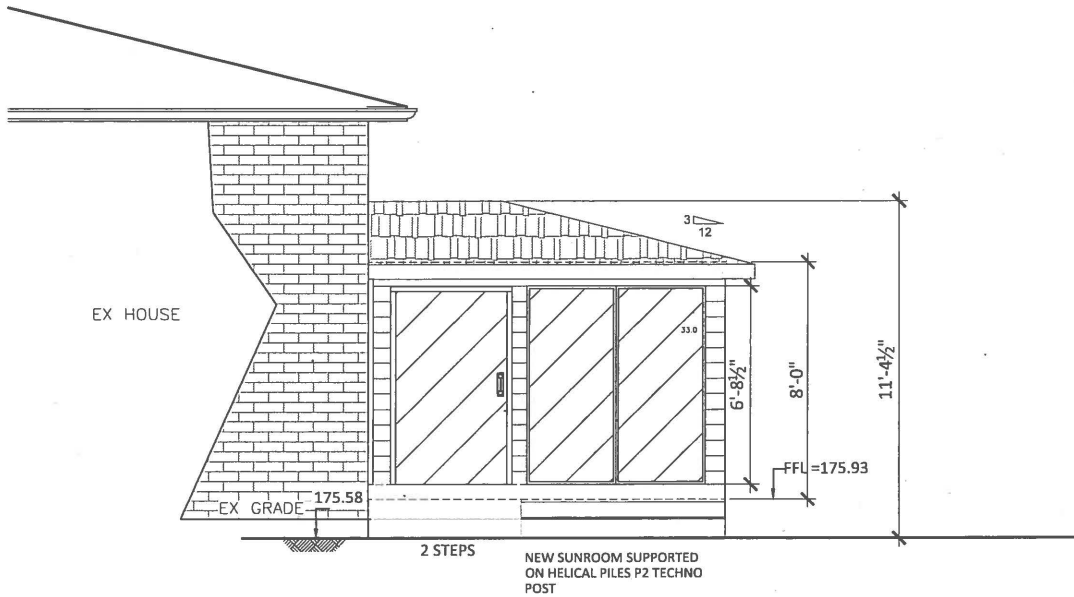 3
12
EX HOUSE
33.0
6'-8½"
8'-0"
11'-4½"
FFL=175.93
175.58
EX GRADE
2 STEPS
NEW SUNROOM SUPPORTED
ON HELICAL PILES P2 TECHNO
POST